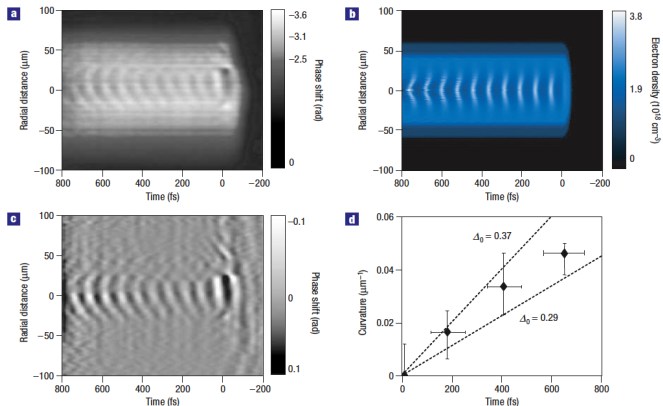 a
100
50
0
−50
−100
Radial distance (μm)
800 600 400 200 0 −200
Time (fs)
−3.6
−3.1
−2.5
0
Phase shift (rad)
b
100
50
0
−50
−100
Radial distance (μm)
800 600 400 200 0 −200
Time (fs)
3.8
1.9
0
Electron density (10¹⁸ cm⁻³)
c
100
50
0
−50
−100
Radial distance (μm)
800 600 400 200 0 −200
Time (fs)
−0.1
0
0.1
Phase shift (rad)
d
0.06
0.04
0.02
0
Curvature (μm⁻¹)
Δ₀ = 0.37
Δ₀ = 0.29
0 200 400 600 800
Time (fs)